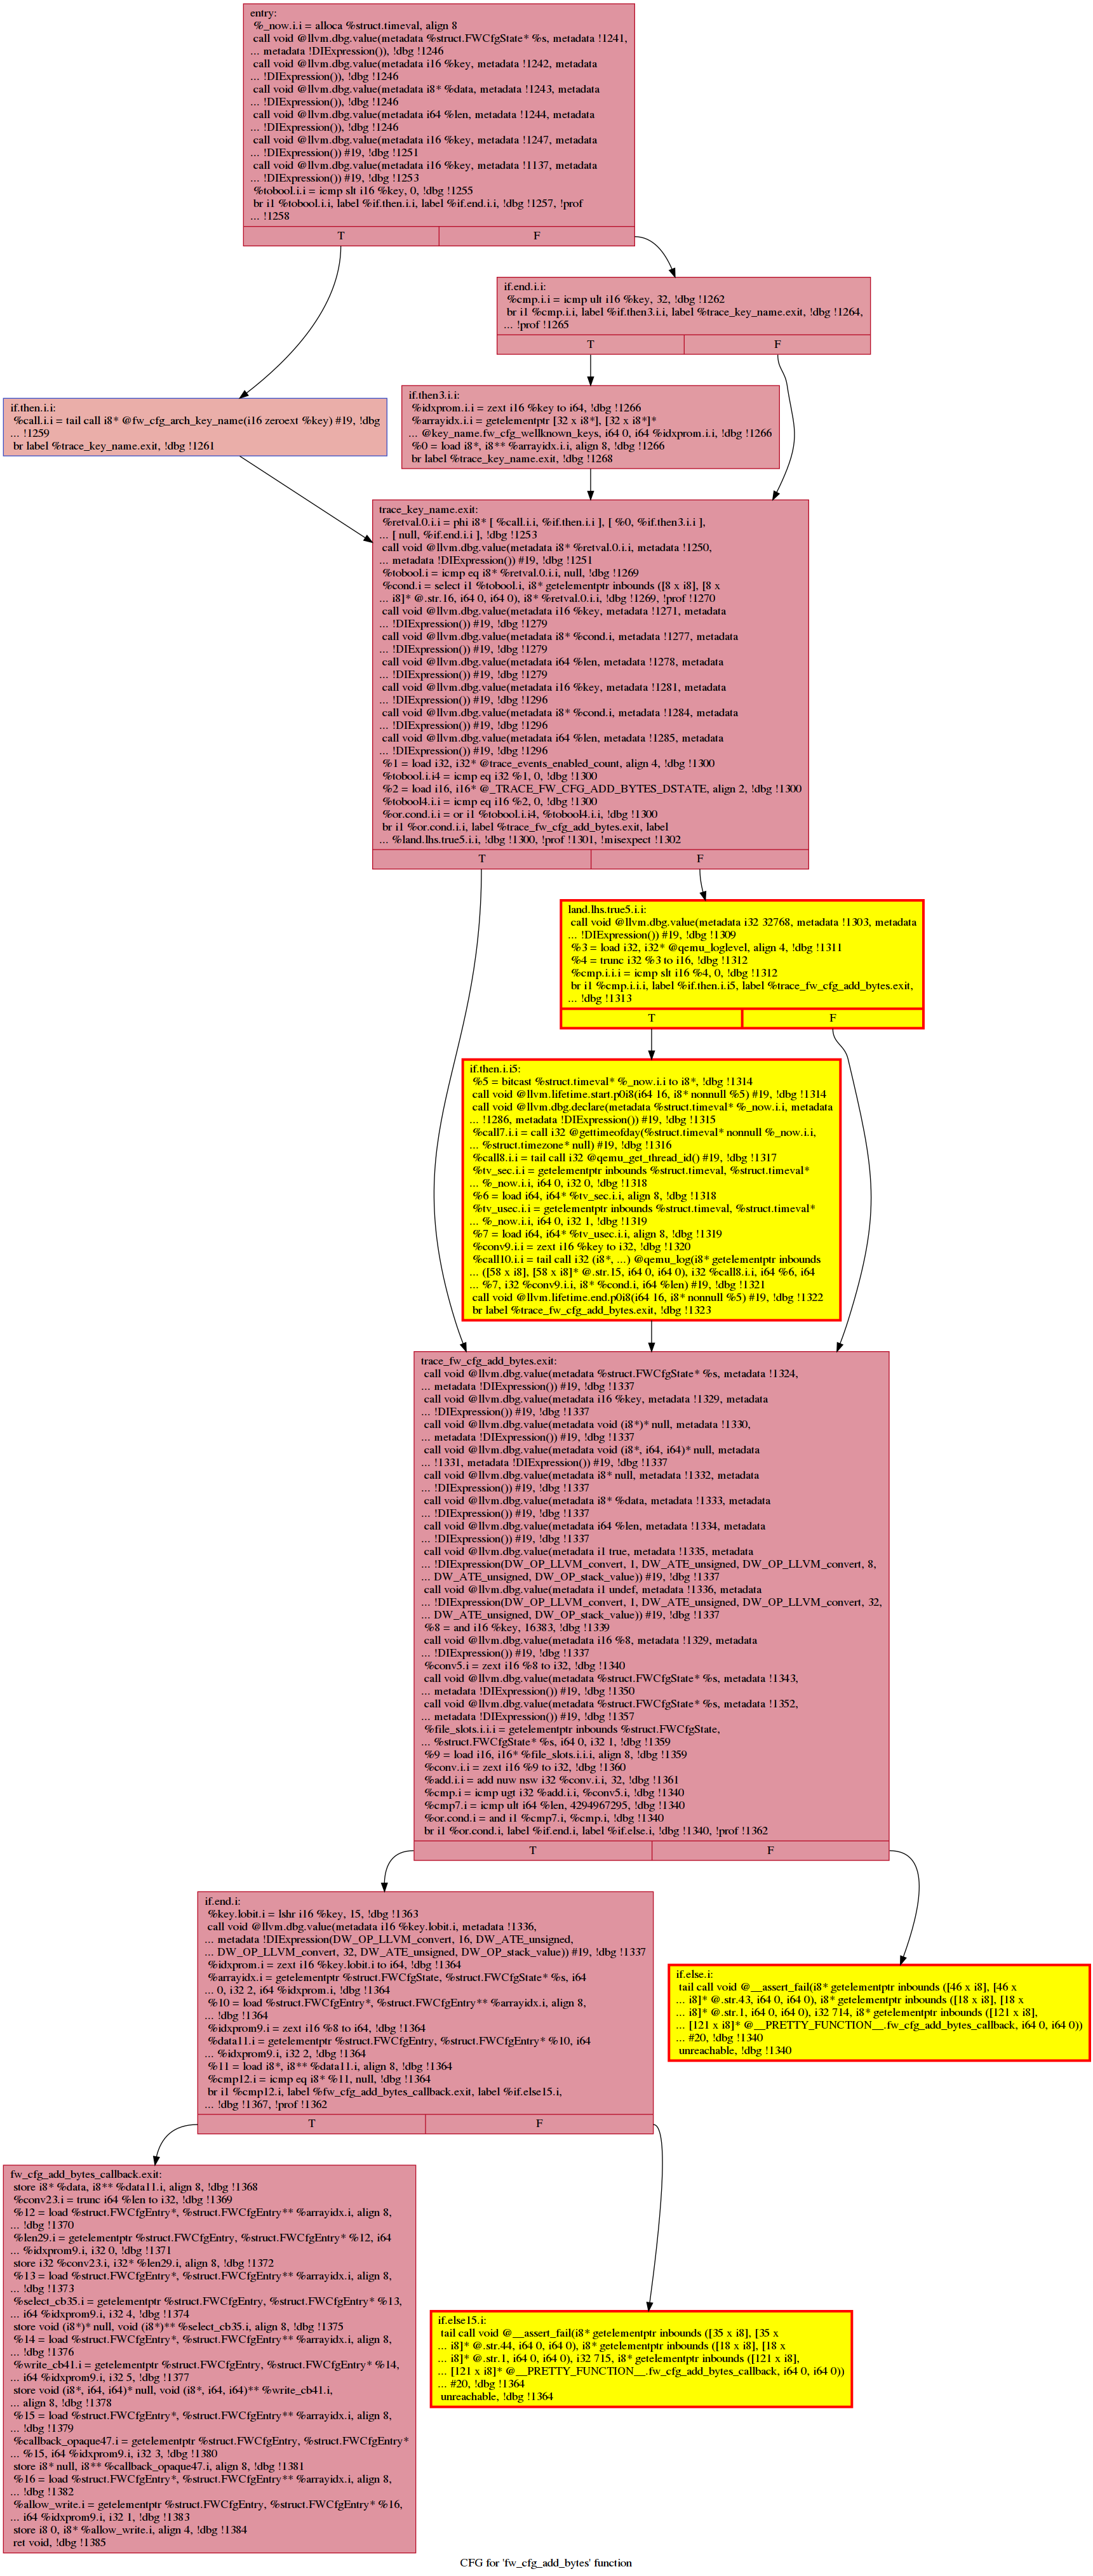 entry:
%_now.i.i = alloca %struct.timeval, align 8
call void @llvm.dbg.value(metadata %struct.FWCfgState* %s, metadata !1241,
... metadata !DIExpression()), !dbg !1246
call void @llvm.dbg.value(metadata i16 %key, metadata !1242, metadata
... !DIExpression()), !dbg !1246
call void @llvm.dbg.value(metadata i8* %data, metadata !1243, metadata
... !DIExpression()), !dbg !1246
call void @llvm.dbg.value(metadata i64 %len, metadata !1244, metadata
... !DIExpression()), !dbg !1246
call void @llvm.dbg.value(metadata i16 %key, metadata !1247, metadata
... !DIExpression()) #19, !dbg !1251
call void @llvm.dbg.value(metadata i16 %key, metadata !1137, metadata
... !DIExpression()) #19, !dbg !1253
%tobool.i.i = icmp slt i16 %key, 0, !dbg !1255
br i1 %tobool.i.i, label %if.then.i.i, label %if.end.i.i, !dbg !1257, !prof
... !1258
T F
if.end.i.i:
%cmp.i.i = icmp ult i16 %key, 32, !dbg !1262
br i1 %cmp.i.i, label %if.then3.i.i, label %trace_key_name.exit, !dbg !1264,
... !prof !1265
T F
if.then.i.i:
%call.i.i = tail call i8* @fw_cfg_arch_key_name(i16 zeroext %key) #19, !dbg
... !1259
br label %trace_key_name.exit, !dbg !1261
if.then3.i.i:
%idxprom.i.i = zext i16 %key to i64, !dbg !1266
%arrayidx.i.i = getelementptr [32 x i8*], [32 x i8*]*
... @key_name.fw_cfg_wellknown_keys, i64 0, i64 %idxprom.i.i, !dbg !1266
%0 = load i8*, i8** %arrayidx.i.i, align 8, !dbg !1266
br label %trace_key_name.exit, !dbg !1268
trace_key_name.exit:
%retval.0.i.i = phi i8* [ %call.i.i, %if.then.i.i ], [ %0, %if.then3.i.i ],
... [ null, %if.end.i.i ], !dbg !1253
call void @llvm.dbg.value(metadata i8* %retval.0.i.i, metadata !1250,
... metadata !DIExpression()) #19, !dbg !1251
%tobool.i = icmp eq i8* %retval.0.i.i, null, !dbg !1269
%cond.i = select i1 %tobool.i, i8* getelementptr inbounds ([8 x i8], [8 x
... i8]* @.str.16, i64 0, i64 0), i8* %retval.0.i.i, !dbg !1269, !prof !1270
call void @llvm.dbg.value(metadata i16 %key, metadata !1271, metadata
... !DIExpression()) #19, !dbg !1279
call void @llvm.dbg.value(metadata i8* %cond.i, metadata !1277, metadata
... !DIExpression()) #19, !dbg !1279
call void @llvm.dbg.value(metadata i64 %len, metadata !1278, metadata
... !DIExpression()) #19, !dbg !1279
call void @llvm.dbg.value(metadata i16 %key, metadata !1281, metadata
... !DIExpression()) #19, !dbg !1296
call void @llvm.dbg.value(metadata i8* %cond.i, metadata !1284, metadata
... !DIExpression()) #19, !dbg !1296
call void @llvm.dbg.value(metadata i64 %len, metadata !1285, metadata
... !DIExpression()) #19, !dbg !1296
%1 = load i32, i32* @trace_events_enabled_count, align 4, !dbg !1300
%tobool.i.i4 = icmp eq i32 %1, 0, !dbg !1300
%2 = load i16, i16* @_TRACE_FW_CFG_ADD_BYTES_DSTATE, align 2, !dbg !1300
%tobool4.i.i = icmp eq i16 %2, 0, !dbg !1300
%or.cond.i.i = or i1 %tobool.i.i4, %tobool4.i.i, !dbg !1300
br i1 %or.cond.i.i, label %trace_fw_cfg_add_bytes.exit, label
... %land.lhs.true5.i.i, !dbg !1300, !prof !1301, !misexpect !1302
T F
land.lhs.true5.i.i:
call void @llvm.dbg.value(metadata i32 32768, metadata !1303, metadata
... !DIExpression()) #19, !dbg !1309
%3 = load i32, i32* @qemu_loglevel, align 4, !dbg !1311
%4 = trunc i32 %3 to i16, !dbg !1312
%cmp.i.i.i = icmp slt i16 %4, 0, !dbg !1312
br i1 %cmp.i.i.i, label %if.then.i.i5, label %trace_fw_cfg_add_bytes.exit,
... !dbg !1313
T F
if.then.i.i5:
%5 = bitcast %struct.timeval* %_now.i.i to i8*, !dbg !1314
call void @llvm.lifetime.start.p0i8(i64 16, i8* nonnull %5) #19, !dbg !1314
call void @llvm.dbg.declare(metadata %struct.timeval* %_now.i.i, metadata
... !1286, metadata !DIExpression()) #19, !dbg !1315
%call7.i.i = call i32 @gettimeofday(%struct.timeval* nonnull %_now.i.i,
... %struct.timezone* null) #19, !dbg !1316
%call8.i.i = tail call i32 @qemu_get_thread_id() #19, !dbg !1317
%tv_sec.i.i = getelementptr inbounds %struct.timeval, %struct.timeval*
... %_now.i.i, i64 0, i32 0, !dbg !1318
%6 = load i64, i64* %tv_sec.i.i, align 8, !dbg !1318
%tv_usec.i.i = getelementptr inbounds %struct.timeval, %struct.timeval*
... %_now.i.i, i64 0, i32 1, !dbg !1319
%7 = load i64, i64* %tv_usec.i.i, align 8, !dbg !1319
%conv9.i.i = zext i16 %key to i32, !dbg !1320
%call10.i.i = tail call i32 (i8*, ...) @qemu_log(i8* getelementptr inbounds
... ([58 x i8], [58 x i8]* @.str.15, i64 0, i64 0), i32 %call8.i.i, i64 %6, i64
... %7, i32 %conv9.i.i, i8* %cond.i, i64 %len) #19, !dbg !1321
call void @llvm.lifetime.end.p0i8(i64 16, i8* nonnull %5) #19, !dbg !1322
br label %trace_fw_cfg_add_bytes.exit, !dbg !1323
trace_fw_cfg_add_bytes.exit:
call void @llvm.dbg.value(metadata %struct.FWCfgState* %s, metadata !1324,
... metadata !DIExpression()) #19, !dbg !1337
call void @llvm.dbg.value(metadata i16 %key, metadata !1329, metadata
... !DIExpression()) #19, !dbg !1337
call void @llvm.dbg.value(metadata void (i8*)* null, metadata !1330,
... metadata !DIExpression()) #19, !dbg !1337
call void @llvm.dbg.value(metadata void (i8*, i64, i64)* null, metadata
... !1331, metadata !DIExpression()) #19, !dbg !1337
call void @llvm.dbg.value(metadata i8* null, metadata !1332, metadata
... !DIExpression()) #19, !dbg !1337
call void @llvm.dbg.value(metadata i8* %data, metadata !1333, metadata
... !DIExpression()) #19, !dbg !1337
call void @llvm.dbg.value(metadata i64 %len, metadata !1334, metadata
... !DIExpression()) #19, !dbg !1337
call void @llvm.dbg.value(metadata i1 true, metadata !1335, metadata
... !DIExpression(DW_OP_LLVM_convert, 1, DW_ATE_unsigned, DW_OP_LLVM_convert, 8,
... DW_ATE_unsigned, DW_OP_stack_value)) #19, !dbg !1337
call void @llvm.dbg.value(metadata i1 undef, metadata !1336, metadata
... !DIExpression(DW_OP_LLVM_convert, 1, DW_ATE_unsigned, DW_OP_LLVM_convert, 32,
... DW_ATE_unsigned, DW_OP_stack_value)) #19, !dbg !1337
%8 = and i16 %key, 16383, !dbg !1339
call void @llvm.dbg.value(metadata i16 %8, metadata !1329, metadata
... !DIExpression()) #19, !dbg !1337
%conv5.i = zext i16 %8 to i32, !dbg !1340
call void @llvm.dbg.value(metadata %struct.FWCfgState* %s, metadata !1343,
... metadata !DIExpression()) #19, !dbg !1350
call void @llvm.dbg.value(metadata %struct.FWCfgState* %s, metadata !1352,
... metadata !DIExpression()) #19, !dbg !1357
%file_slots.i.i.i = getelementptr inbounds %struct.FWCfgState,
... %struct.FWCfgState* %s, i64 0, i32 1, !dbg !1359
%9 = load i16, i16* %file_slots.i.i.i, align 8, !dbg !1359
%conv.i.i = zext i16 %9 to i32, !dbg !1360
%add.i.i = add nuw nsw i32 %conv.i.i, 32, !dbg !1361
%cmp.i = icmp ugt i32 %add.i.i, %conv5.i, !dbg !1340
%cmp7.i = icmp ult i64 %len, 4294967295, !dbg !1340
%or.cond.i = and i1 %cmp7.i, %cmp.i, !dbg !1340
br i1 %or.cond.i, label %if.end.i, label %if.else.i, !dbg !1340, !prof !1362
T F
if.end.i:
%key.lobit.i = lshr i16 %key, 15, !dbg !1363
call void @llvm.dbg.value(metadata i16 %key.lobit.i, metadata !1336,
... metadata !DIExpression(DW_OP_LLVM_convert, 16, DW_ATE_unsigned,
... DW_OP_LLVM_convert, 32, DW_ATE_unsigned, DW_OP_stack_value)) #19, !dbg !1337
%idxprom.i = zext i16 %key.lobit.i to i64, !dbg !1364
%arrayidx.i = getelementptr %struct.FWCfgState, %struct.FWCfgState* %s, i64
... 0, i32 2, i64 %idxprom.i, !dbg !1364
%10 = load %struct.FWCfgEntry*, %struct.FWCfgEntry** %arrayidx.i, align 8,
... !dbg !1364
%idxprom9.i = zext i16 %8 to i64, !dbg !1364
%data11.i = getelementptr %struct.FWCfgEntry, %struct.FWCfgEntry* %10, i64
... %idxprom9.i, i32 2, !dbg !1364
%11 = load i8*, i8** %data11.i, align 8, !dbg !1364
%cmp12.i = icmp eq i8* %11, null, !dbg !1364
br i1 %cmp12.i, label %fw_cfg_add_bytes_callback.exit, label %if.else15.i,
... !dbg !1367, !prof !1362
T F
if.else.i:
tail call void @__assert_fail(i8* getelementptr inbounds ([46 x i8], [46 x
... i8]* @.str.43, i64 0, i64 0), i8* getelementptr inbounds ([18 x i8], [18 x
... i8]* @.str.1, i64 0, i64 0), i32 714, i8* getelementptr inbounds ([121 x i8],
... [121 x i8]* @__PRETTY_FUNCTION__.fw_cfg_add_bytes_callback, i64 0, i64 0))
... #20, !dbg !1340
unreachable, !dbg !1340
fw_cfg_add_bytes_callback.exit:
store i8* %data, i8** %data11.i, align 8, !dbg !1368
%conv23.i = trunc i64 %len to i32, !dbg !1369
%12 = load %struct.FWCfgEntry*, %struct.FWCfgEntry** %arrayidx.i, align 8,
... !dbg !1370
%len29.i = getelementptr %struct.FWCfgEntry, %struct.FWCfgEntry* %12, i64
... %idxprom9.i, i32 0, !dbg !1371
store i32 %conv23.i, i32* %len29.i, align 8, !dbg !1372
%13 = load %struct.FWCfgEntry*, %struct.FWCfgEntry** %arrayidx.i, align 8,
... !dbg !1373
%select_cb35.i = getelementptr %struct.FWCfgEntry, %struct.FWCfgEntry* %13,
... i64 %idxprom9.i, i32 4, !dbg !1374
store void (i8*)* null, void (i8*)** %select_cb35.i, align 8, !dbg !1375
%14 = load %struct.FWCfgEntry*, %struct.FWCfgEntry** %arrayidx.i, align 8,
... !dbg !1376
%write_cb41.i = getelementptr %struct.FWCfgEntry, %struct.FWCfgEntry* %14,
... i64 %idxprom9.i, i32 5, !dbg !1377
store void (i8*, i64, i64)* null, void (i8*, i64, i64)** %write_cb41.i,
... align 8, !dbg !1378
%15 = load %struct.FWCfgEntry*, %struct.FWCfgEntry** %arrayidx.i, align 8,
... !dbg !1379
%callback_opaque47.i = getelementptr %struct.FWCfgEntry, %struct.FWCfgEntry*
... %15, i64 %idxprom9.i, i32 3, !dbg !1380
store i8* null, i8** %callback_opaque47.i, align 8, !dbg !1381
%16 = load %struct.FWCfgEntry*, %struct.FWCfgEntry** %arrayidx.i, align 8,
... !dbg !1382
%allow_write.i = getelementptr %struct.FWCfgEntry, %struct.FWCfgEntry* %16,
... i64 %idxprom9.i, i32 1, !dbg !1383
store i8 0, i8* %allow_write.i, align 4, !dbg !1384
ret void, !dbg !1385
if.else15.i:
tail call void @__assert_fail(i8* getelementptr inbounds ([35 x i8], [35 x
... i8]* @.str.44, i64 0, i64 0), i8* getelementptr inbounds ([18 x i8], [18 x
... i8]* @.str.1, i64 0, i64 0), i32 715, i8* getelementptr inbounds ([121 x i8],
... [121 x i8]* @__PRETTY_FUNCTION__.fw_cfg_add_bytes_callback, i64 0, i64 0))
... #20, !dbg !1364
unreachable, !dbg !1364
CFG for 'fw_cfg_add_bytes' function